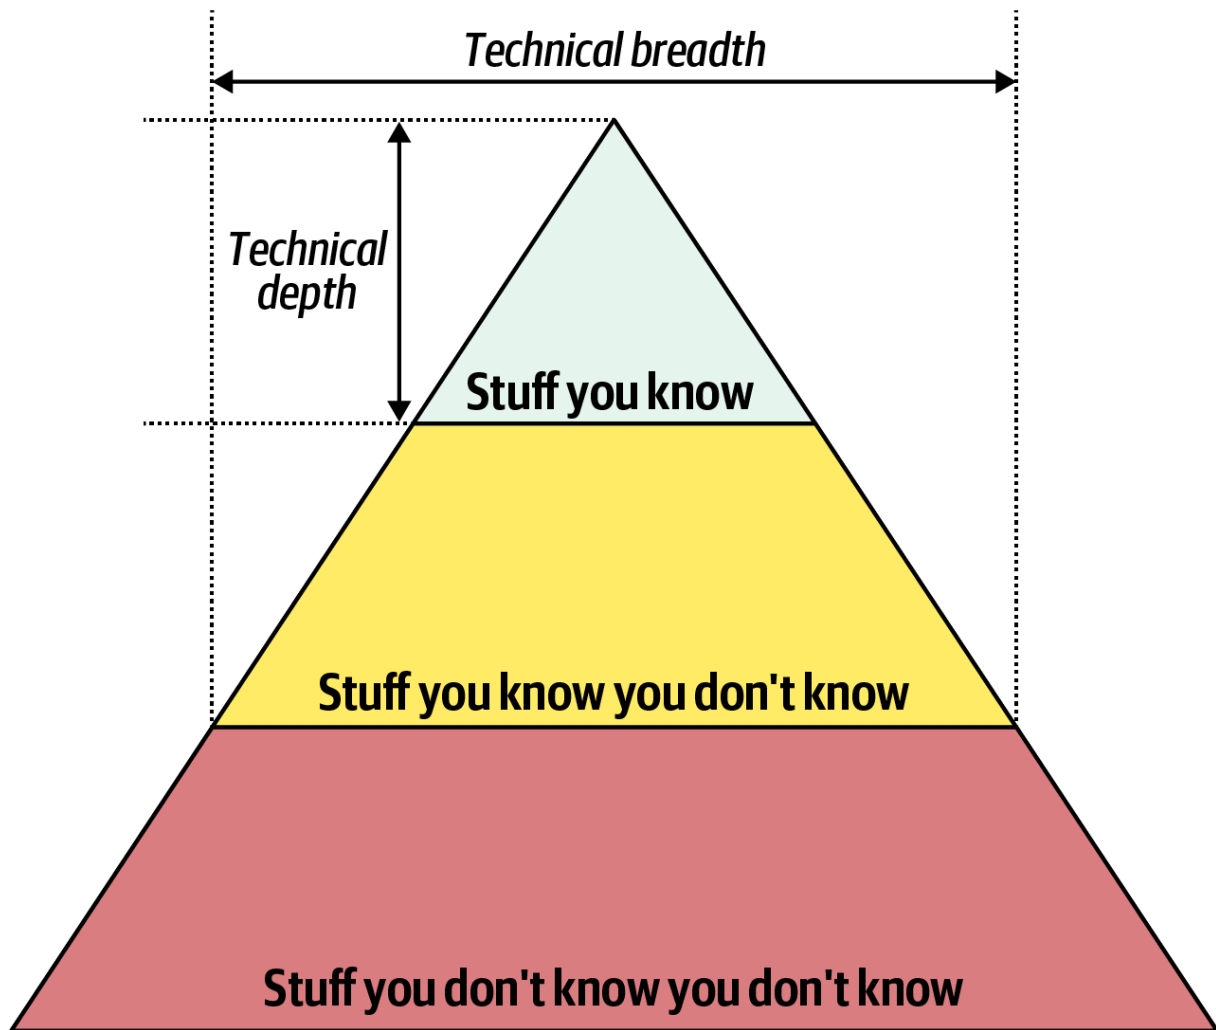 Technical breadth
Technical
depth
Stuff you know
Stuff you know you don't know
Stuff you don't know you don't know